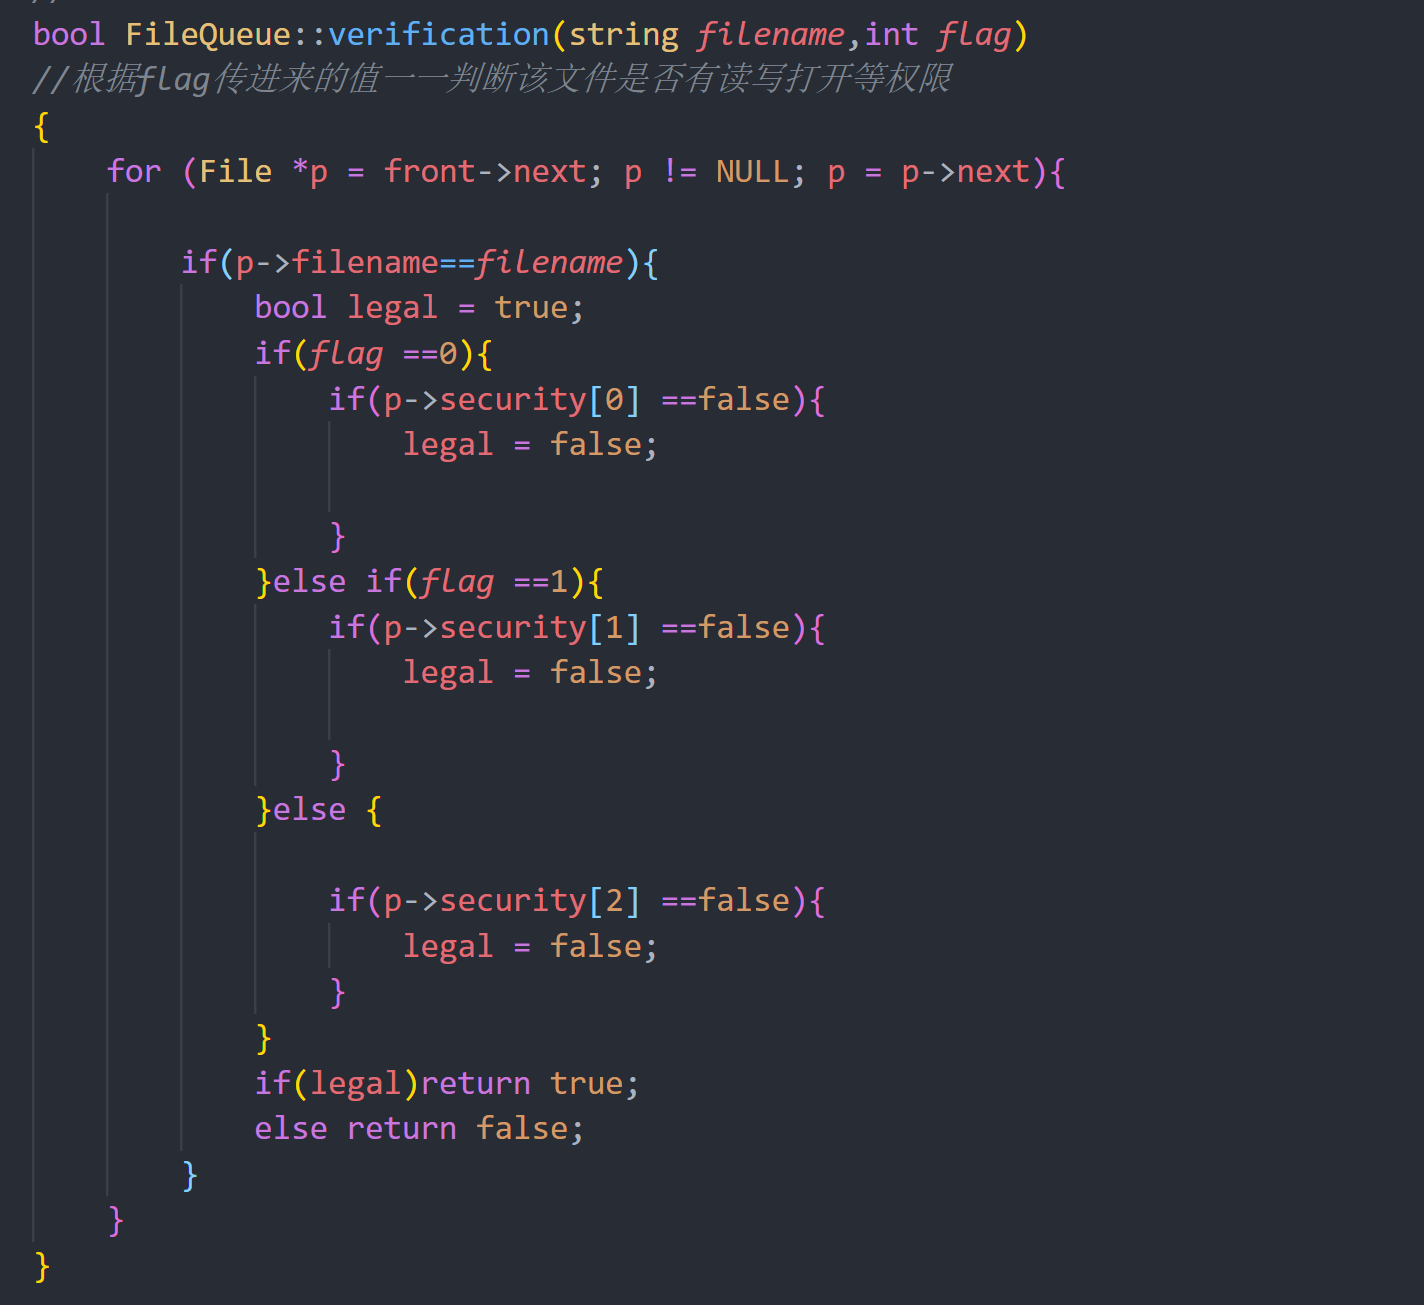 bool FileQueue::verification(string filename,int flag)
//根据flag传进来的值一一判断该文件是否有读写打开等权限
{
    for (File *p = front->next; p != NULL; p = p->next){
        if(p->filename==filename){
            bool legal = true;
            if(flag ==0){
                if(p->security[0] ==false){
                    legal = false;
                }
            }else if(flag ==1){
                if(p->security[1] ==false){
                    legal = false;
                }
            }else {
                if(p->security[2] ==false){
                    legal = false;
                }
            }
            if(legal)return true;
            else return false;
        }
    }
}